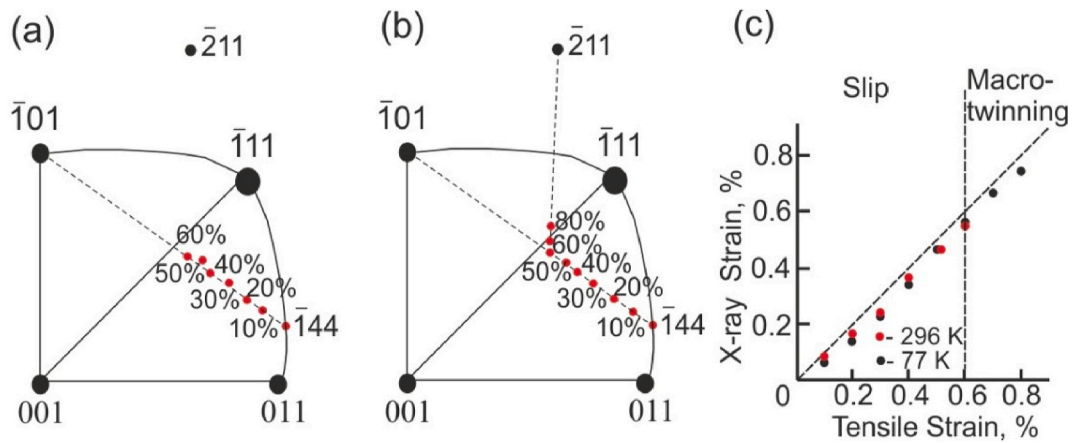 (a)
2̄11
1̄01
1̄11
60%
50%
40%
30%
20%
10%
1̄44
001
011
(b)
2̄11
1̄01
1̄11
80%
60%
50%
40%
30%
20%
10%
1̄44
001
011
(c)
Slip
Macro-
twinning
X-ray Strain, %
0.8
0.6
0.4
0.2
0
- 296 K
- 77 K
0.2 0.4 0.6 0.8
Tensile Strain, %